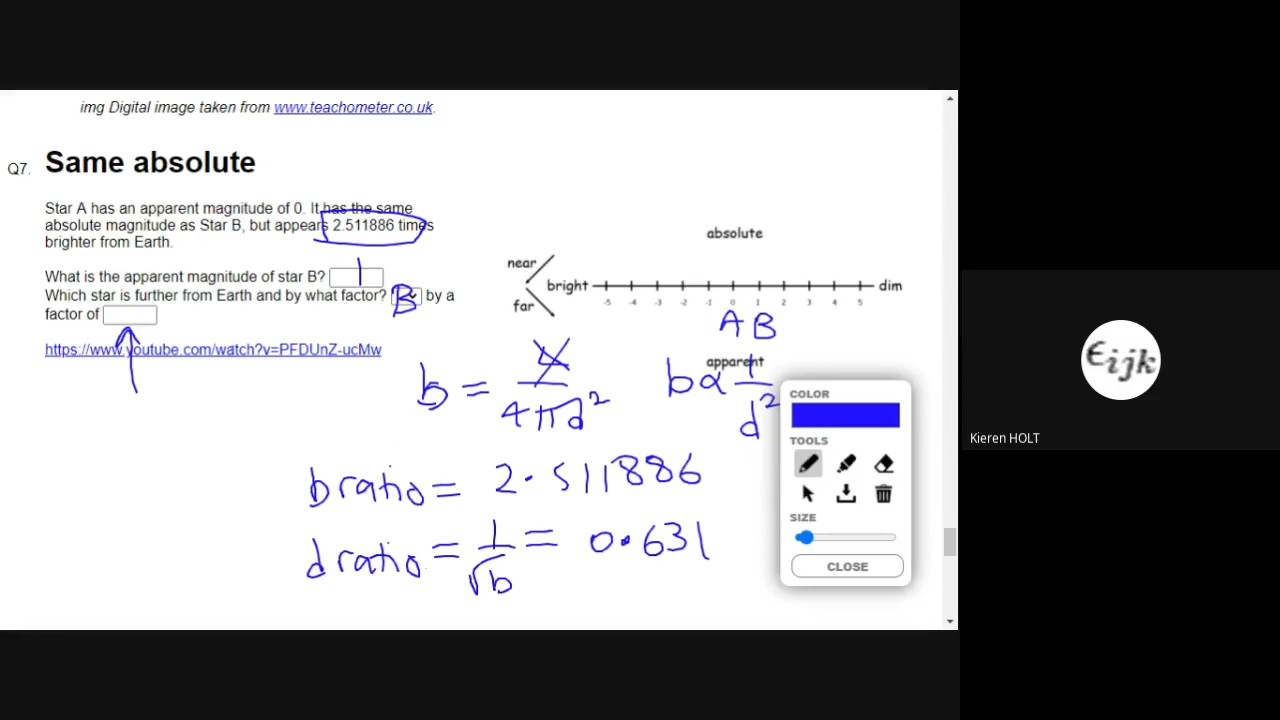 img Digital image taken from www.teachometer.co.uk.
Q7. Same absolute
Star A has an apparent magnitude of 0. It has the same
absolute magnitude as Star B, but appears 2.511886 times
brighter from Earth.
What is the apparent magnitude of star B? 1
Which star is further from Earth and by what factor? B by a
factor of
https://www.youtube.com/watch?v=PFDUnZ-ucMw
absolute
near
bright dim
far
-5 -4 -3 -2 -1 0 1 2 3 4 5
A B
apparent
b = L / 4πd²
b ∝ 1 / d²
b ratio = 2.511886
d ratio = 1 / √b = 0.631
COLOR
TOOLS
SIZE
CLOSE
ϵijk
Kieren HOLT